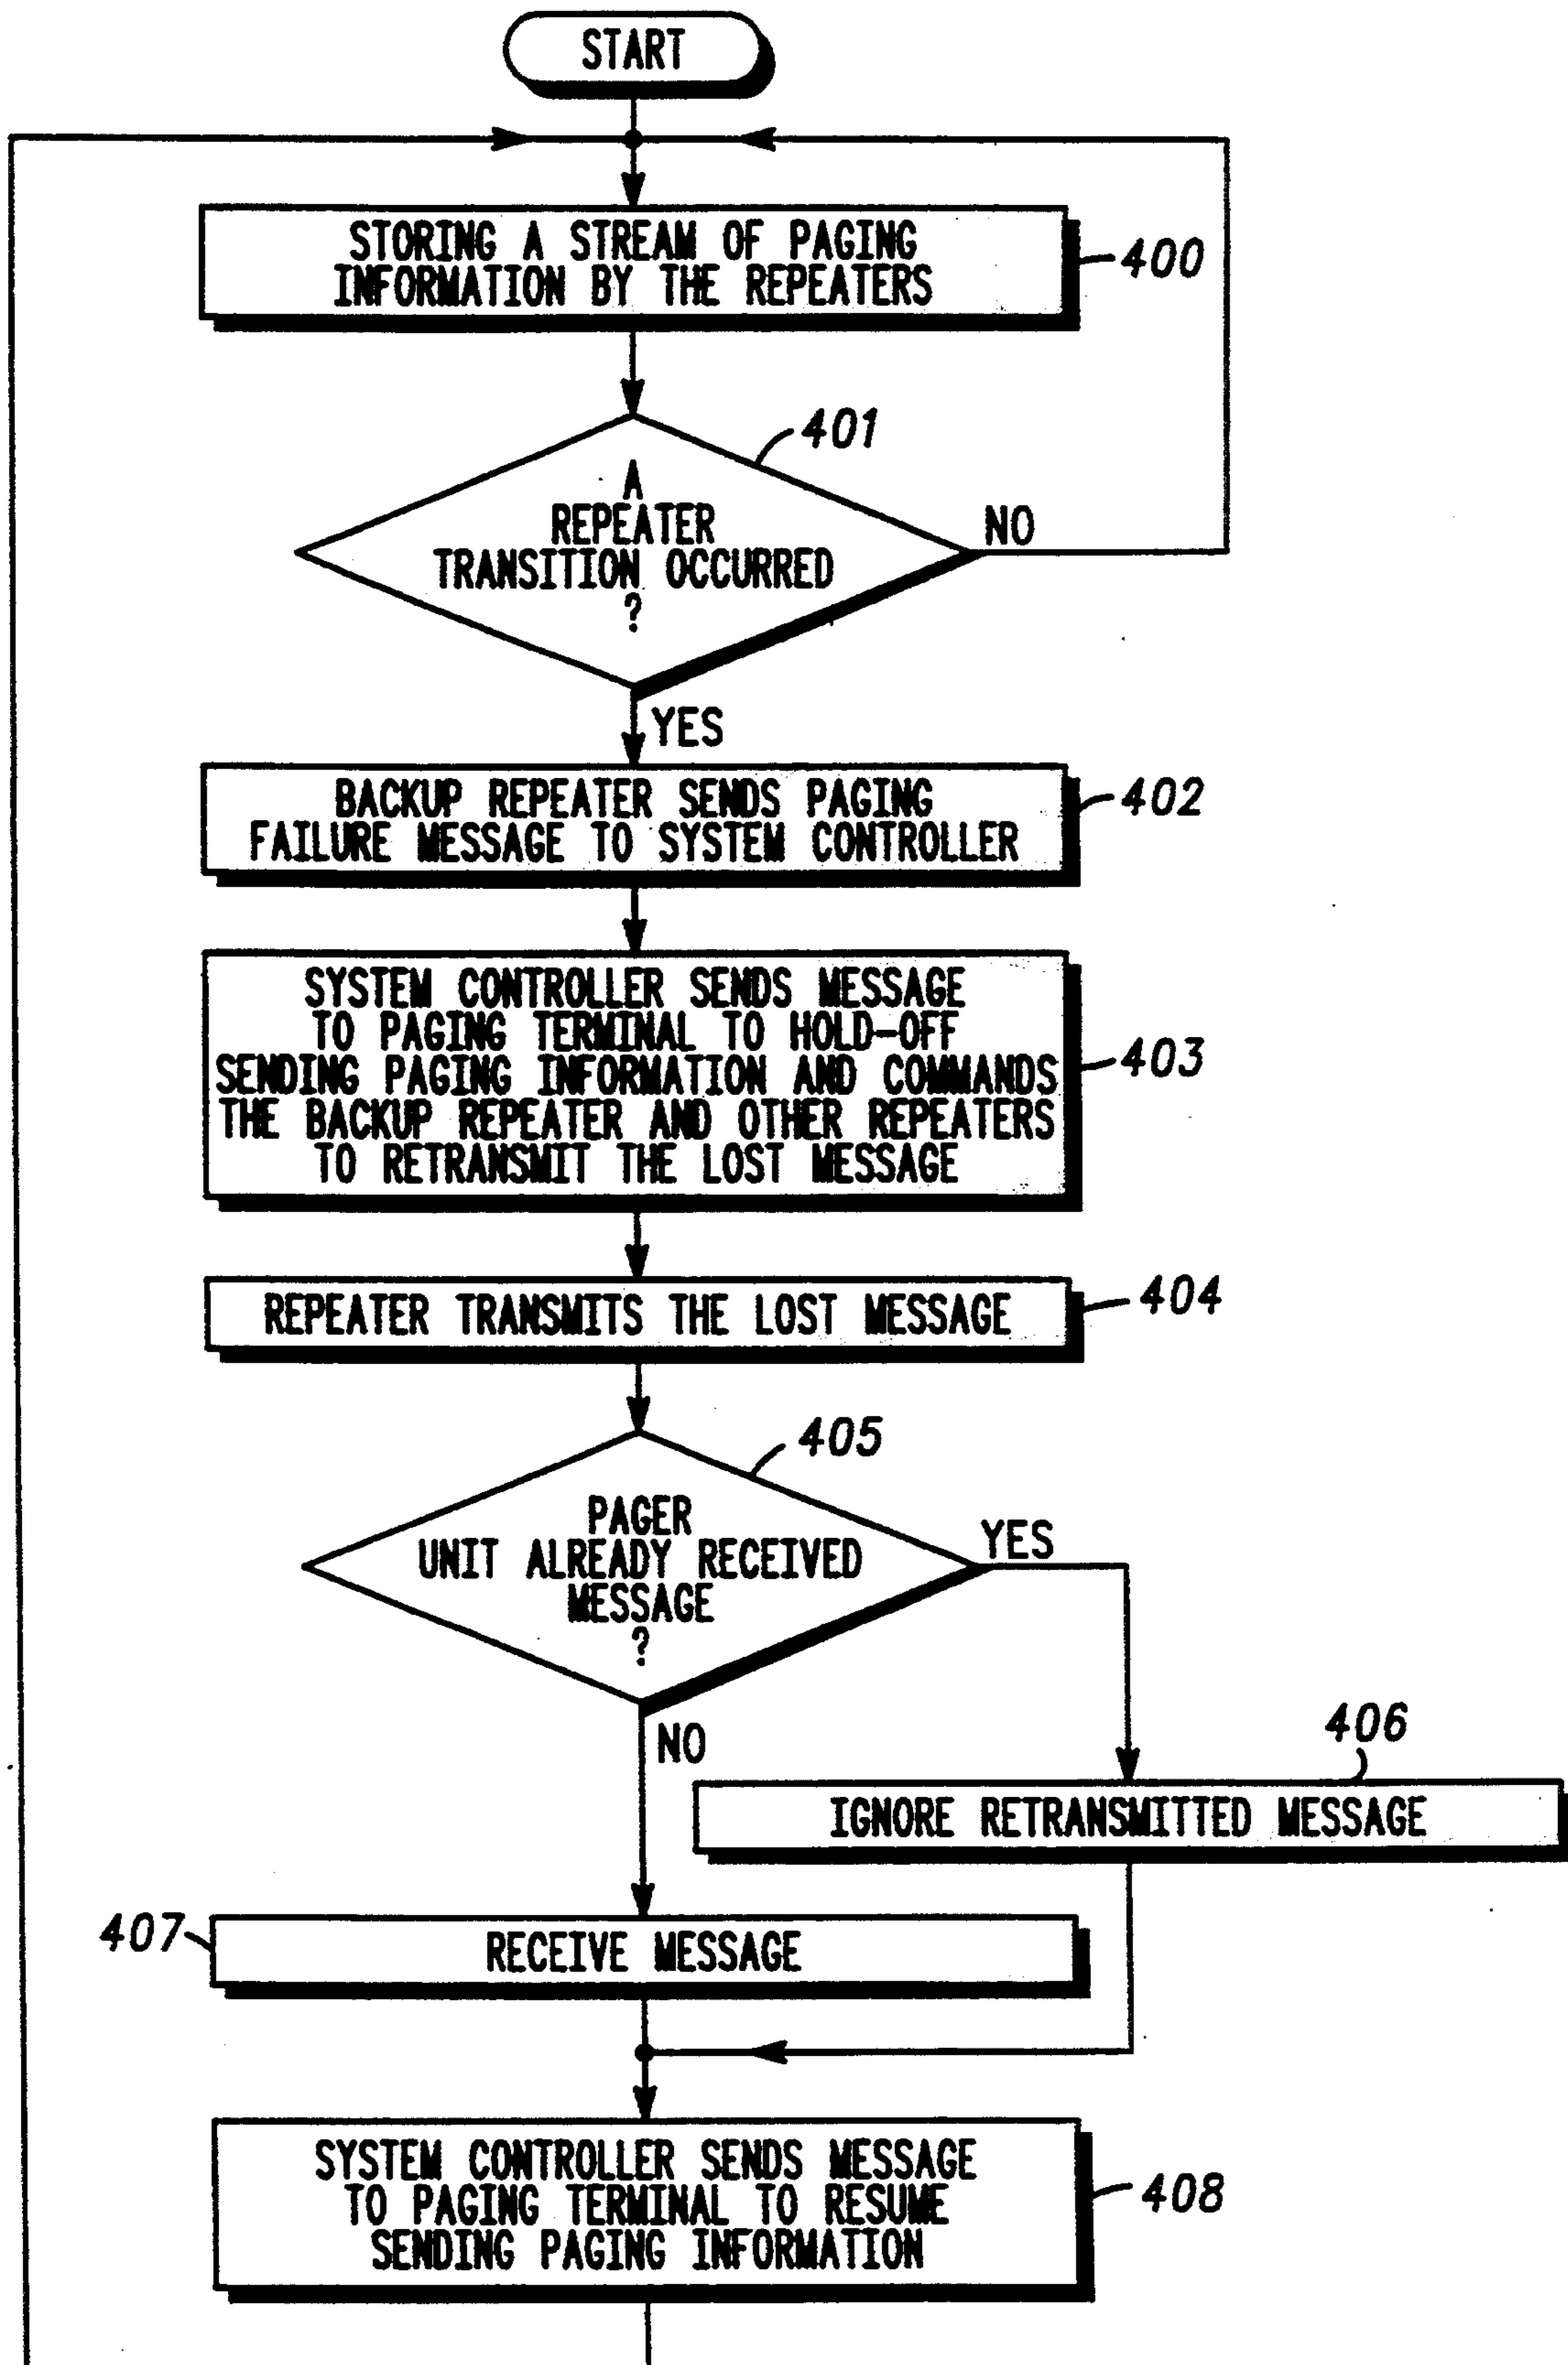 START
STORING A STREAM OF PAGING
INFORMATION BY THE REPEATERS
400
401
A
REPEATER
TRANSITION OCCURRED
?
NO
YES
BACKUP REPEATER SENDS PAGING
FAILURE MESSAGE TO SYSTEM CONTROLLER
402
SYSTEM CONTROLLER SENDS MESSAGE
TO PAGING TERMINAL TO HOLD-OFF
SENDING PAGING INFORMATION AND COMMANDS
THE BACKUP REPEATER AND OTHER REPEATERS
TO RETRANSMIT THE LOST MESSAGE
403
REPEATER TRANSMITS THE LOST MESSAGE
404
405
PAGER
UNIT ALREADY RECEIVED
MESSAGE
?
YES
NO
406
IGNORE RETRANSMITTED MESSAGE
407
RECEIVE MESSAGE
SYSTEM CONTROLLER SENDS MESSAGE
TO PAGING TERMINAL TO RESUME
SENDING PAGING INFORMATION
408